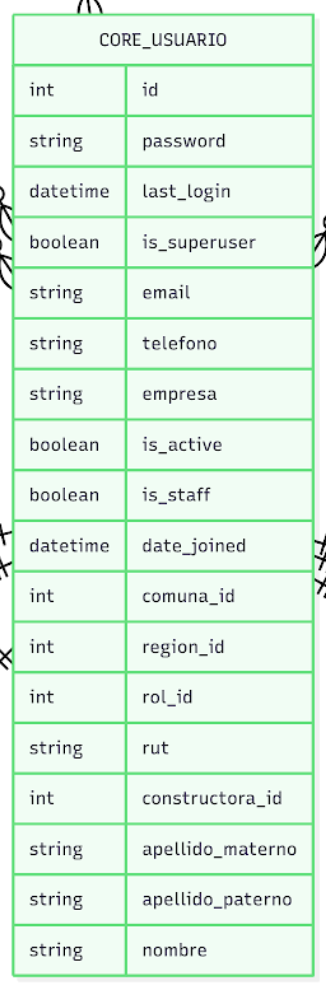 CORE_USUARIO
int id
string password
datetime last_login
boolean is_superuser
string email
string telefono
string empresa
boolean is_active
boolean is_staff
datetime date_joined
int comuna_id
int region_id
int rol_id
string rut
int constructora_id
string apellido_materno
string apellido_paterno
string nombre